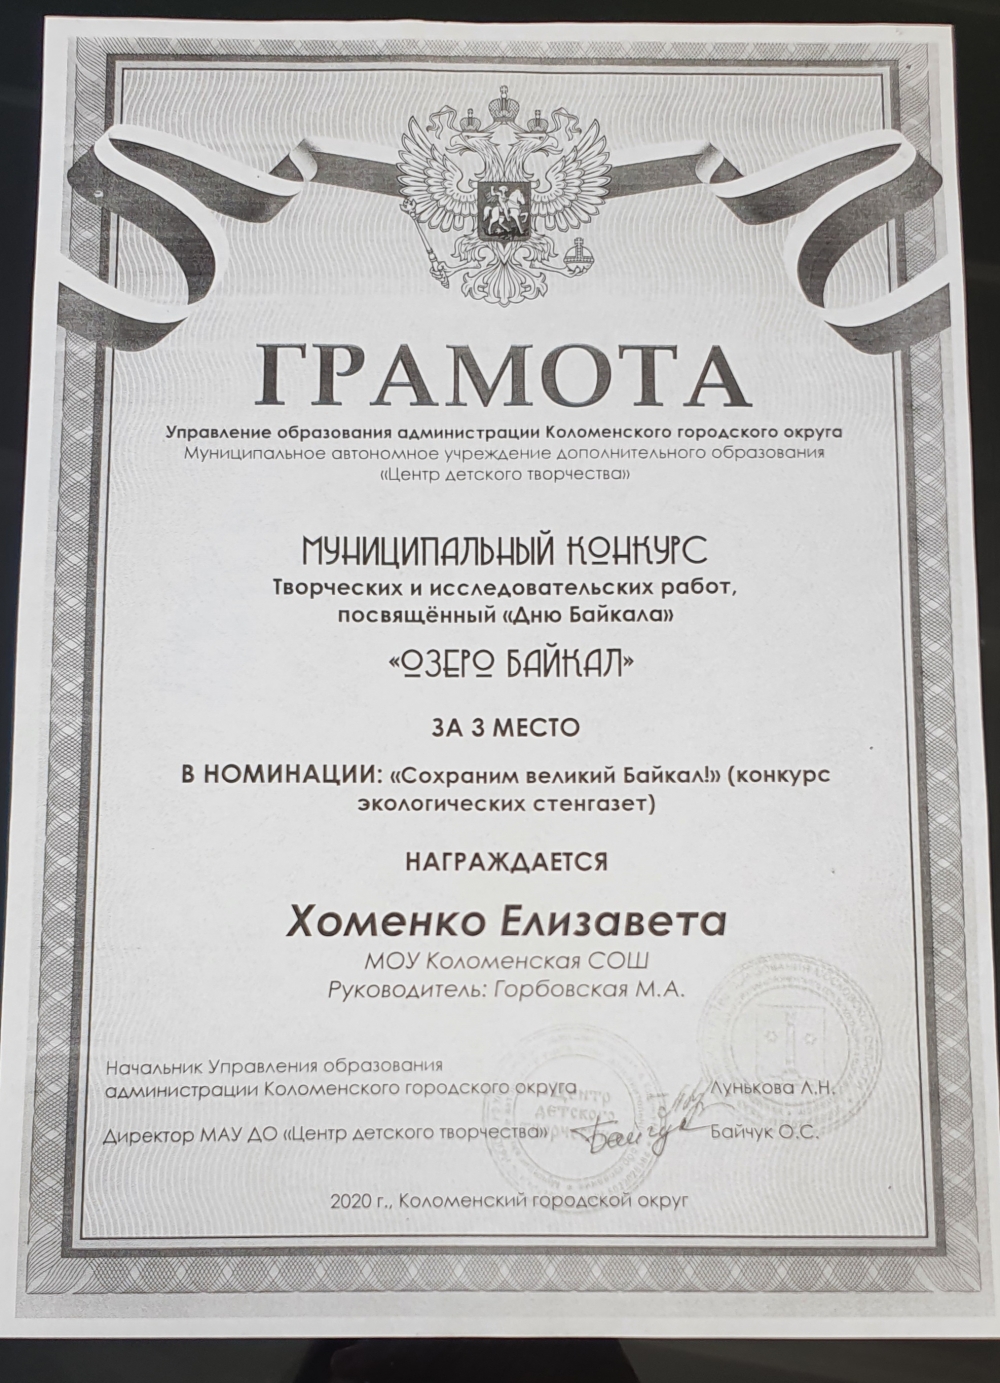 ГРАМОТА
Управление образования администрации Коломенского городского округа
Муниципальное автономное учреждение дополнительного образования
«Центр детского творчества»
МУНИЦИПАЛЬНЫЙ КОНКУРС
Творческих и исследовательских работ,
посвящённый «Дню Байкала»
«ОЗЕРО БАЙКАЛ»
ЗА 3 МЕСТО
В НОМИНАЦИИ: «Сохраним великий Байкал!» (конкурс
экологических стенгазет)
НАГРАЖДАЕТСЯ
Хоменко Елизавета
МОУ Коломенская СОШ
Руководитель: Горбовская М.А.
Начальник Управления образования
администрации Коломенского городского округа
Лунькова Л.Н.
Директор МАУ ДО «Центр детского творчества»
Байчук О.С.
Центр
детского
2020 г., Коломенский городской округ